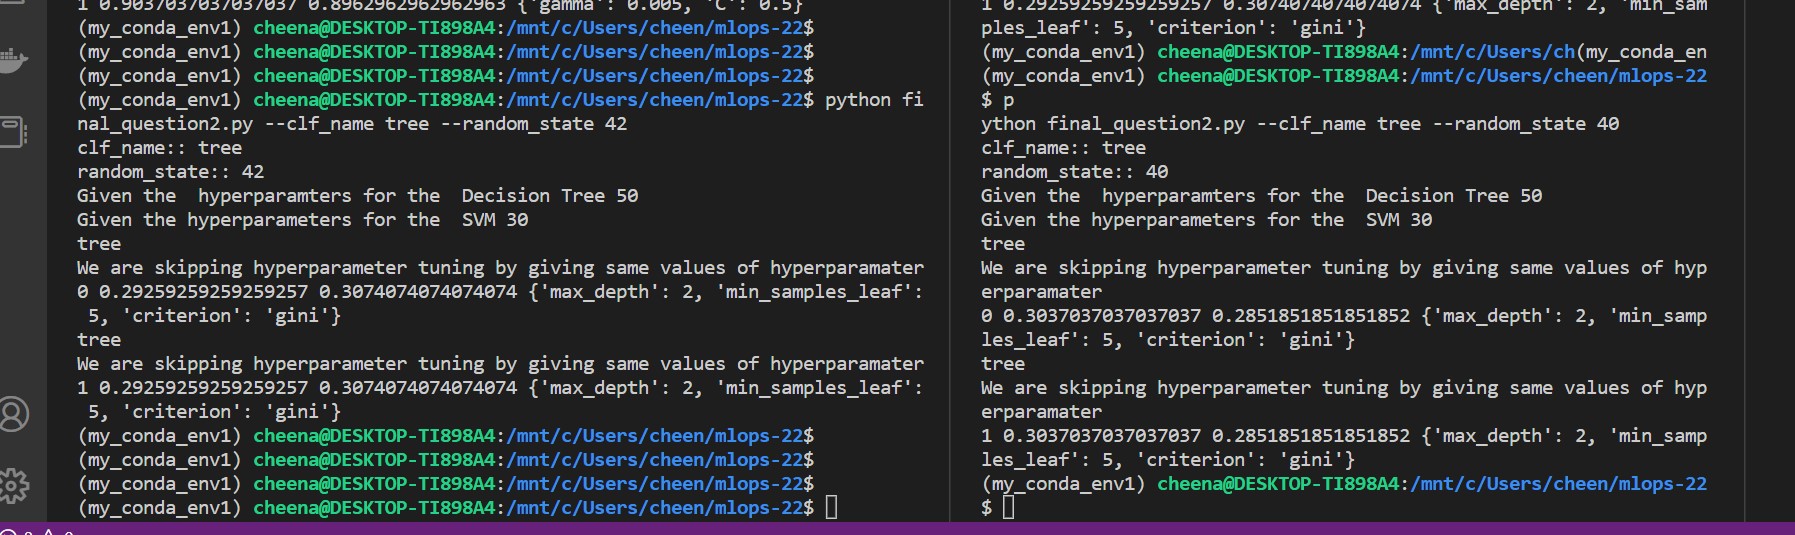 1 0.9037037037037037 0.8962962962962963 {'gamma': 0.005, 'C': 0.5}
(my_conda_env1) cheena@DESKTOP-TI898A4:/mnt/c/Users/cheen/mlops-22$
(my_conda_env1) cheena@DESKTOP-TI898A4:/mnt/c/Users/cheen/mlops-22$
(my_conda_env1) cheena@DESKTOP-TI898A4:/mnt/c/Users/cheen/mlops-22$
(my_conda_env1) cheena@DESKTOP-TI898A4:/mnt/c/Users/cheen/mlops-22$ python fi
nal_question2.py --clf_name tree --random_state 42
clf_name:: tree
random_state:: 42
Given the  hyperparamters for the  Decision Tree 50
Given the hyperparameters for the  SVM 30
tree
We are skipping hyperparameter tuning by giving same values of hyperparamater
0 0.29259259259259257 0.3074074074074074 {'max_depth': 2, 'min_samples_leaf':
 5, 'criterion': 'gini'}
tree
We are skipping hyperparameter tuning by giving same values of hyperparamater
1 0.29259259259259257 0.3074074074074074 {'max_depth': 2, 'min_samples_leaf':
 5, 'criterion': 'gini'}
(my_conda_env1) cheena@DESKTOP-TI898A4:/mnt/c/Users/cheen/mlops-22$
(my_conda_env1) cheena@DESKTOP-TI898A4:/mnt/c/Users/cheen/mlops-22$
(my_conda_env1) cheena@DESKTOP-TI898A4:/mnt/c/Users/cheen/mlops-22$
(my_conda_env1) cheena@DESKTOP-TI898A4:/mnt/c/Users/cheen/mlops-22$
1 0.29259259259259257 0.3074074074074074 {'max_depth': 2, 'min_sam
ples_leaf': 5, 'criterion': 'gini'}
(my_conda_env1) cheena@DESKTOP-TI898A4:/mnt/c/Users/ch(my_conda_en
(my_conda_env1) cheena@DESKTOP-TI898A4:/mnt/c/Users/cheen/mlops-22
$ p
ython final_question2.py --clf_name tree --random_state 40
clf_name:: tree
random_state:: 40
Given the  hyperparamters for the  Decision Tree 50
Given the hyperparameters for the  SVM 30
tree
We are skipping hyperparameter tuning by giving same values of hyp
erparamater
0 0.3037037037037037 0.2851851851851852 {'max_depth': 2, 'min_samp
les_leaf': 5, 'criterion': 'gini'}
tree
We are skipping hyperparameter tuning by giving same values of hyp
erparamater
1 0.3037037037037037 0.2851851851851852 {'max_depth': 2, 'min_samp
les_leaf': 5, 'criterion': 'gini'}
(my_conda_env1) cheena@DESKTOP-TI898A4:/mnt/c/Users/cheen/mlops-22
$